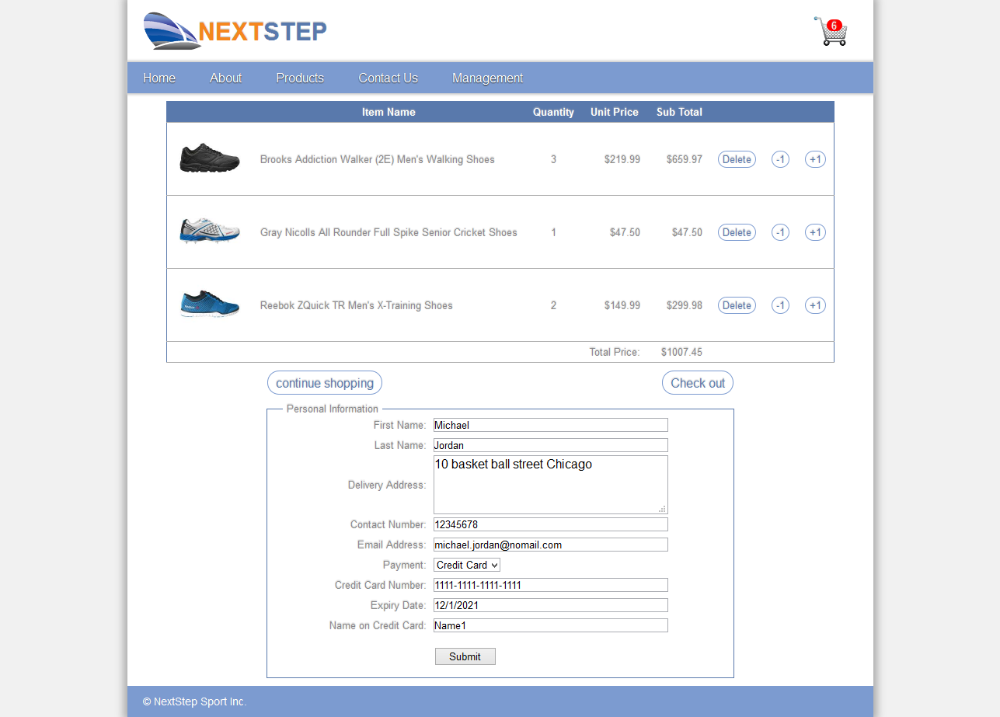 NEXTSTEP
6
Home About Products Contact Us Management
Item Name Quantity Unit Price Sub Total
Brooks Addiction Walker (2E) Men's Walking Shoes 3 $219.99 $659.97 Delete -1 +1
Gray Nicolls All Rounder Full Spike Senior Cricket Shoes 1 $47.50 $47.50 Delete -1 +1
Reebok ZQuick TR Men's X-Training Shoes 2 $149.99 $299.98 Delete -1 +1
Total Price: $1007.45
continue shopping Check out
Personal Information
First Name: Michael
Last Name: Jordan
Delivery Address: 10 basket ball street Chicago
Contact Number: 12345678
Email Address: michael.jordan@nomail.com
Payment: Credit Card
Credit Card Number: 1111-1111-1111-1111
Expiry Date: 12/1/2021
Name on Credit Card: Name1
Submit
© NextStep Sport Inc.